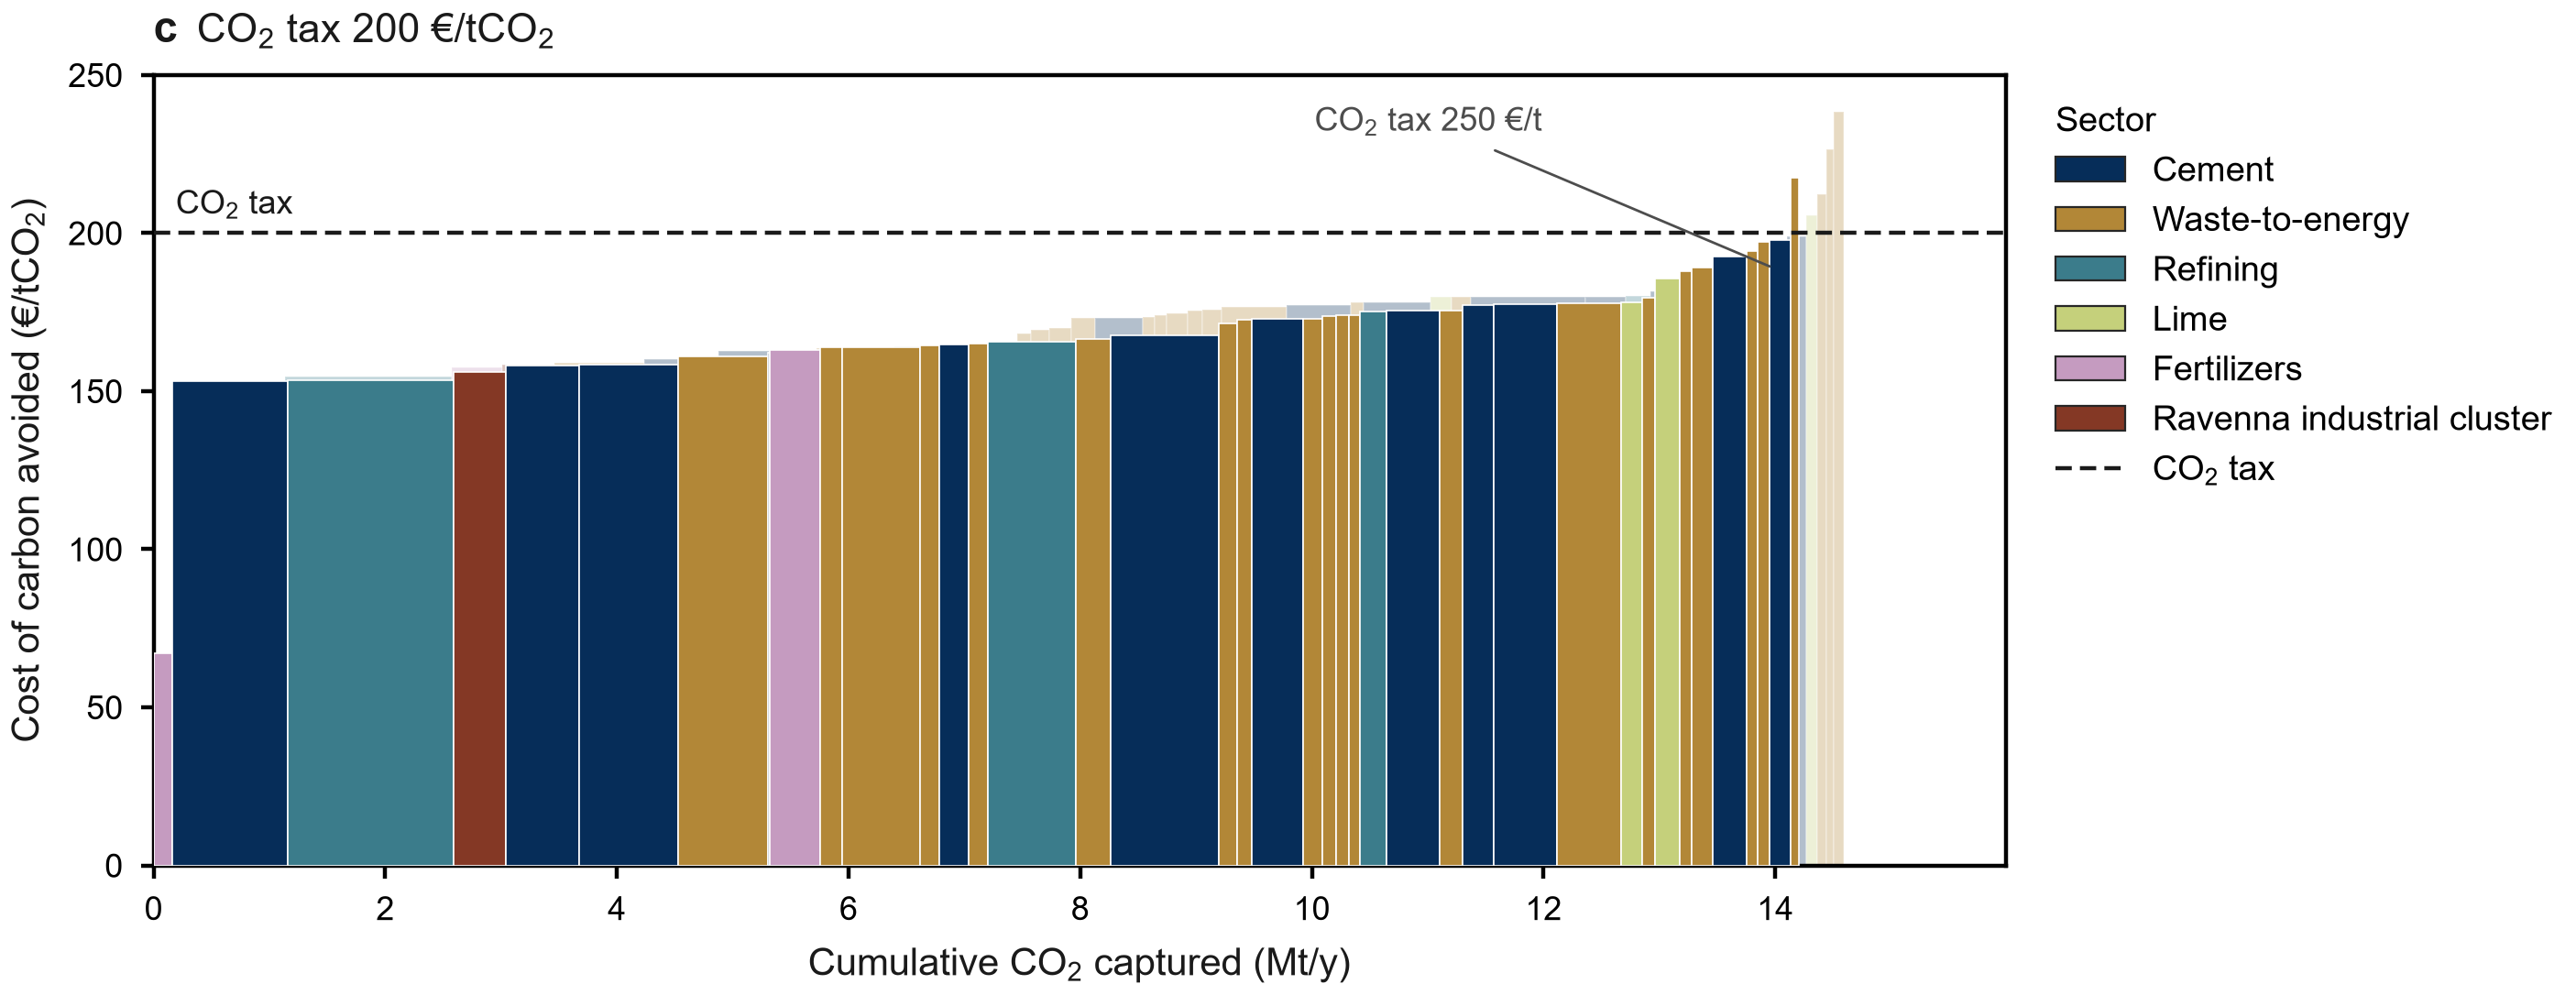 c CO₂ tax 200 €/tCO₂
Cost of carbon avoided (€/tCO₂)
250
200
150
100
50
0
CO₂ tax
CO₂ tax 250 €/t
0 2 4 6 8 10 12 14
Cumulative CO₂ captured (Mt/y)
Sector
Cement
Waste-to-energy
Refining
Lime
Fertilizers
Ravenna industrial cluster
CO₂ tax